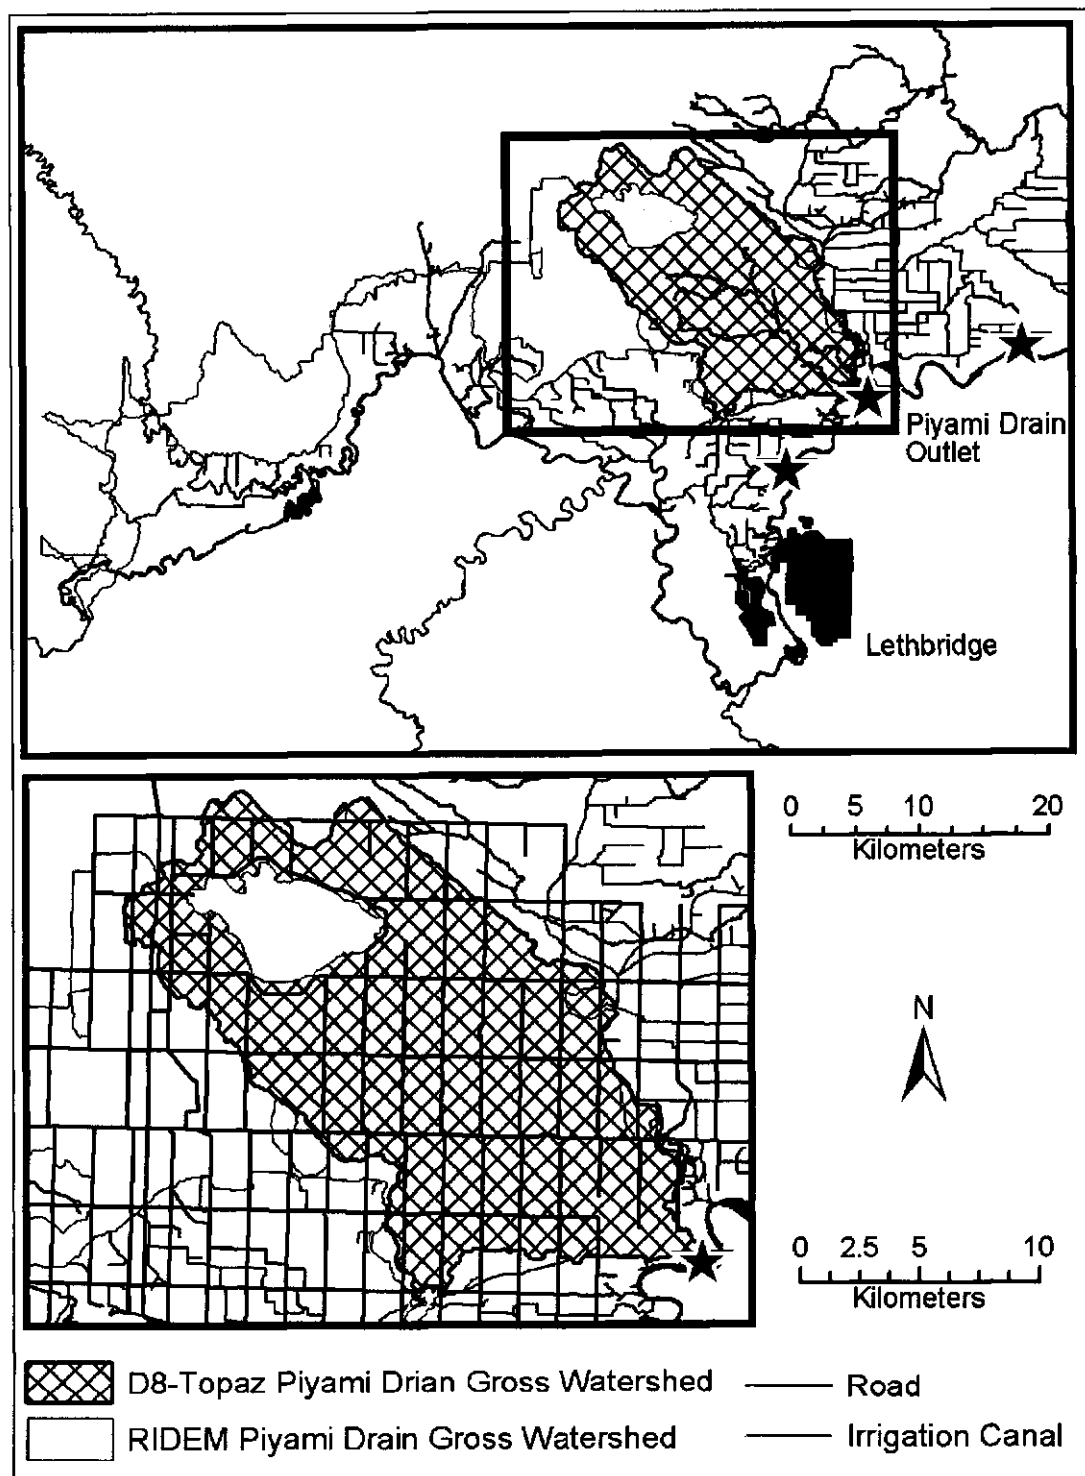 Piyami Drain
Outlet
Lethbridge
0 5 10 20
Kilometers
N
0 2.5 5 10
Kilometers
D8-Topaz Piyami Drian Gross Watershed
Road
RIDEM Piyami Drain Gross Watershed
Irrigation Canal